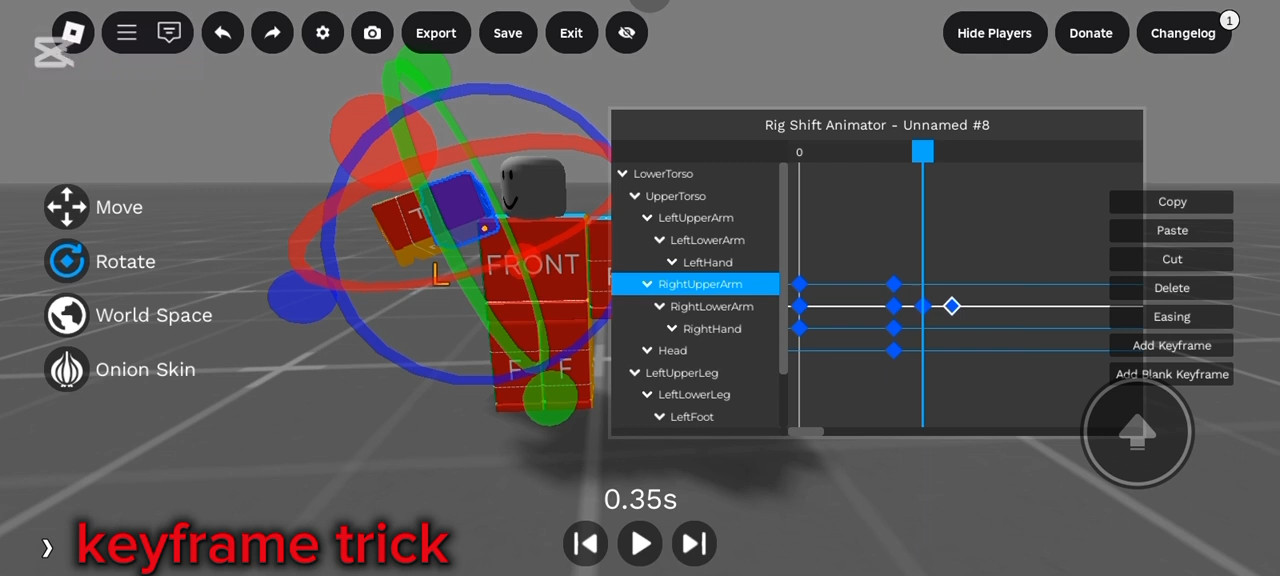 Export
Save
Exit
Hide Players
Donate
Changelog
1
Rig Shift Animator - Unnamed #8
0
LowerTorso
UpperTorso
LeftUpperArm
LeftLowerArm
LeftHand
RightUpperArm
RightLowerArm
RightHand
Head
LeftUpperLeg
LeftLowerLeg
LeftFoot
Copy
Paste
Cut
Delete
Easing
Add Keyframe
Add Blank Keyframe
Move
Rotate
World Space
Onion Skin
F
L
FRONT
F
F
F
0.35s
keyframe trick